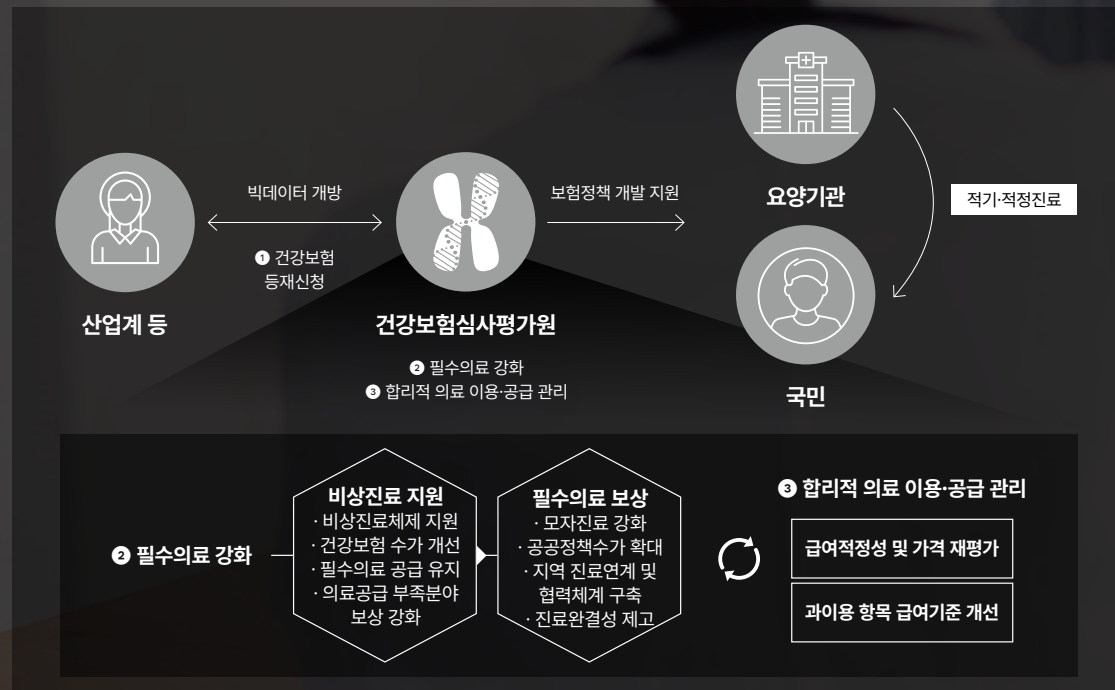 빅데이터 개방
❶ 건강보험
등재신청
산업계 등
건강보험심사평가원
❷ 필수의료 강화
❸ 합리적 의료 이용·공급 관리
보험정책 개발 지원
요양기관
적기·적정진료
국민
❷ 필수의료 강화
비상진료 지원
· 비상진료체제 지원
· 건강보험 수가 개선
· 필수의료 공급 유지
· 의료공급 부족분야
보상 강화
필수의료 보상
· 모자진료 강화
· 공공정책수가 확대
· 지역 진료연계 및
협력체계 구축
· 진료완결성 제고
❸ 합리적 의료 이용·공급 관리
급여적정성 및 가격 재평가
과이용 항목 급여기준 개선